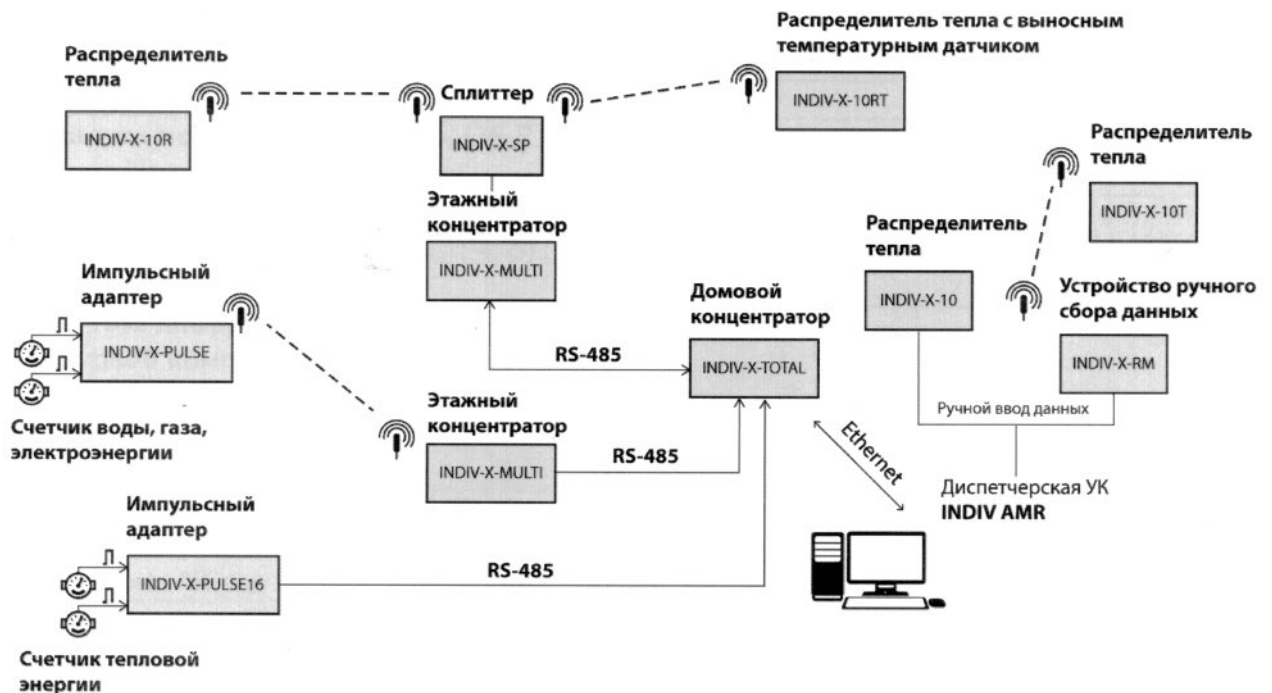 Распределитель тепла с выносным
температурным датчиком
INDIV-X-10RT
Распределитель
тепла
INDIV-X-10R
Сплиттер
INDIV-X-SP
Этажный
концентратор
INDIV-X-MULTI
Распределитель
тепла
INDIV-X-10T
Распределитель
тепла
INDIV-X-10
Устройство ручного
сбора данных
INDIV-X-RM
Ручной ввод данных
Импульсный
адаптер
INDIV-X-PULSE
Счетчик воды, газа,
электроэнергии
Домовой
концентратор
INDIV-X-TOTAL
RS-485
Этажный
концентратор
INDIV-X-MULTI
RS-485
Ethernet
Диспетчерская УК
INDIV AMR
Импульсный
адаптер
INDIV-X-PULSE16
RS-485
Счетчик тепловой
энергии